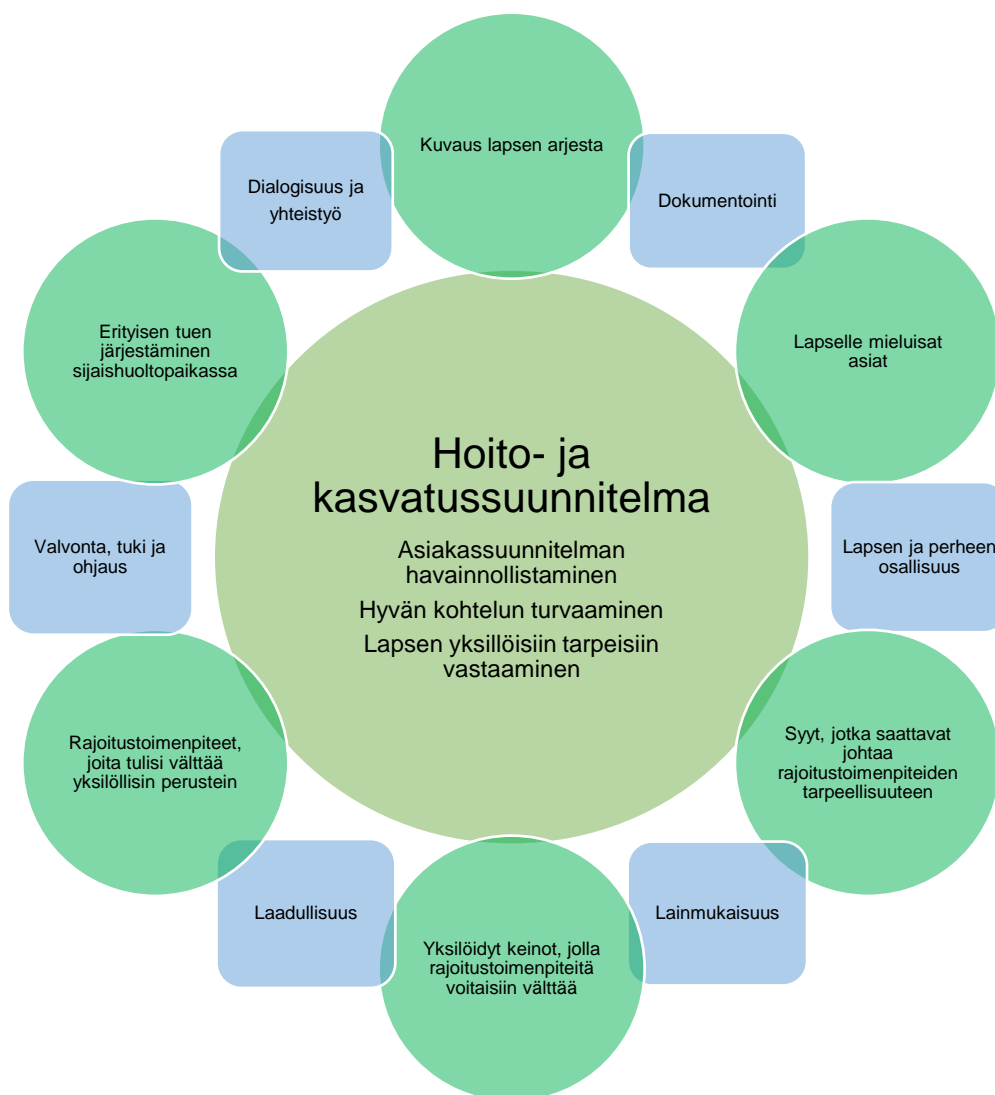 Kuvaus lapsen arjesta
Dialogisuus ja
yhteistyö
Dokumentointi
Erityisen tuen
järjestäminen
sijaishuoltopaikassa
Lapselle mieluisat
asiat
Hoito- ja
kasvatussuunnitelma
Asiakassuunnitelman
havainnollistaminen
Hyvän kohtelun turvaaminen
Lapsen yksillöisiin tarpeisiin
vastaaminen
Valvonta, tuki ja
ohjaus
Lapsen ja perheen
osallisuus
Rajoitustoimenpiteet,
joita tulisi välttää
yksilöllisin perustein
Syyt, jotka saattavat
johtaa
rajoitustoimenpiteiden
tarpeellisuuteen
Laadullisuus
Lainmukaisuus
Yksilöidyt keinot, jolla
rajoitustoimenpiteitä
voitaisiin välttää